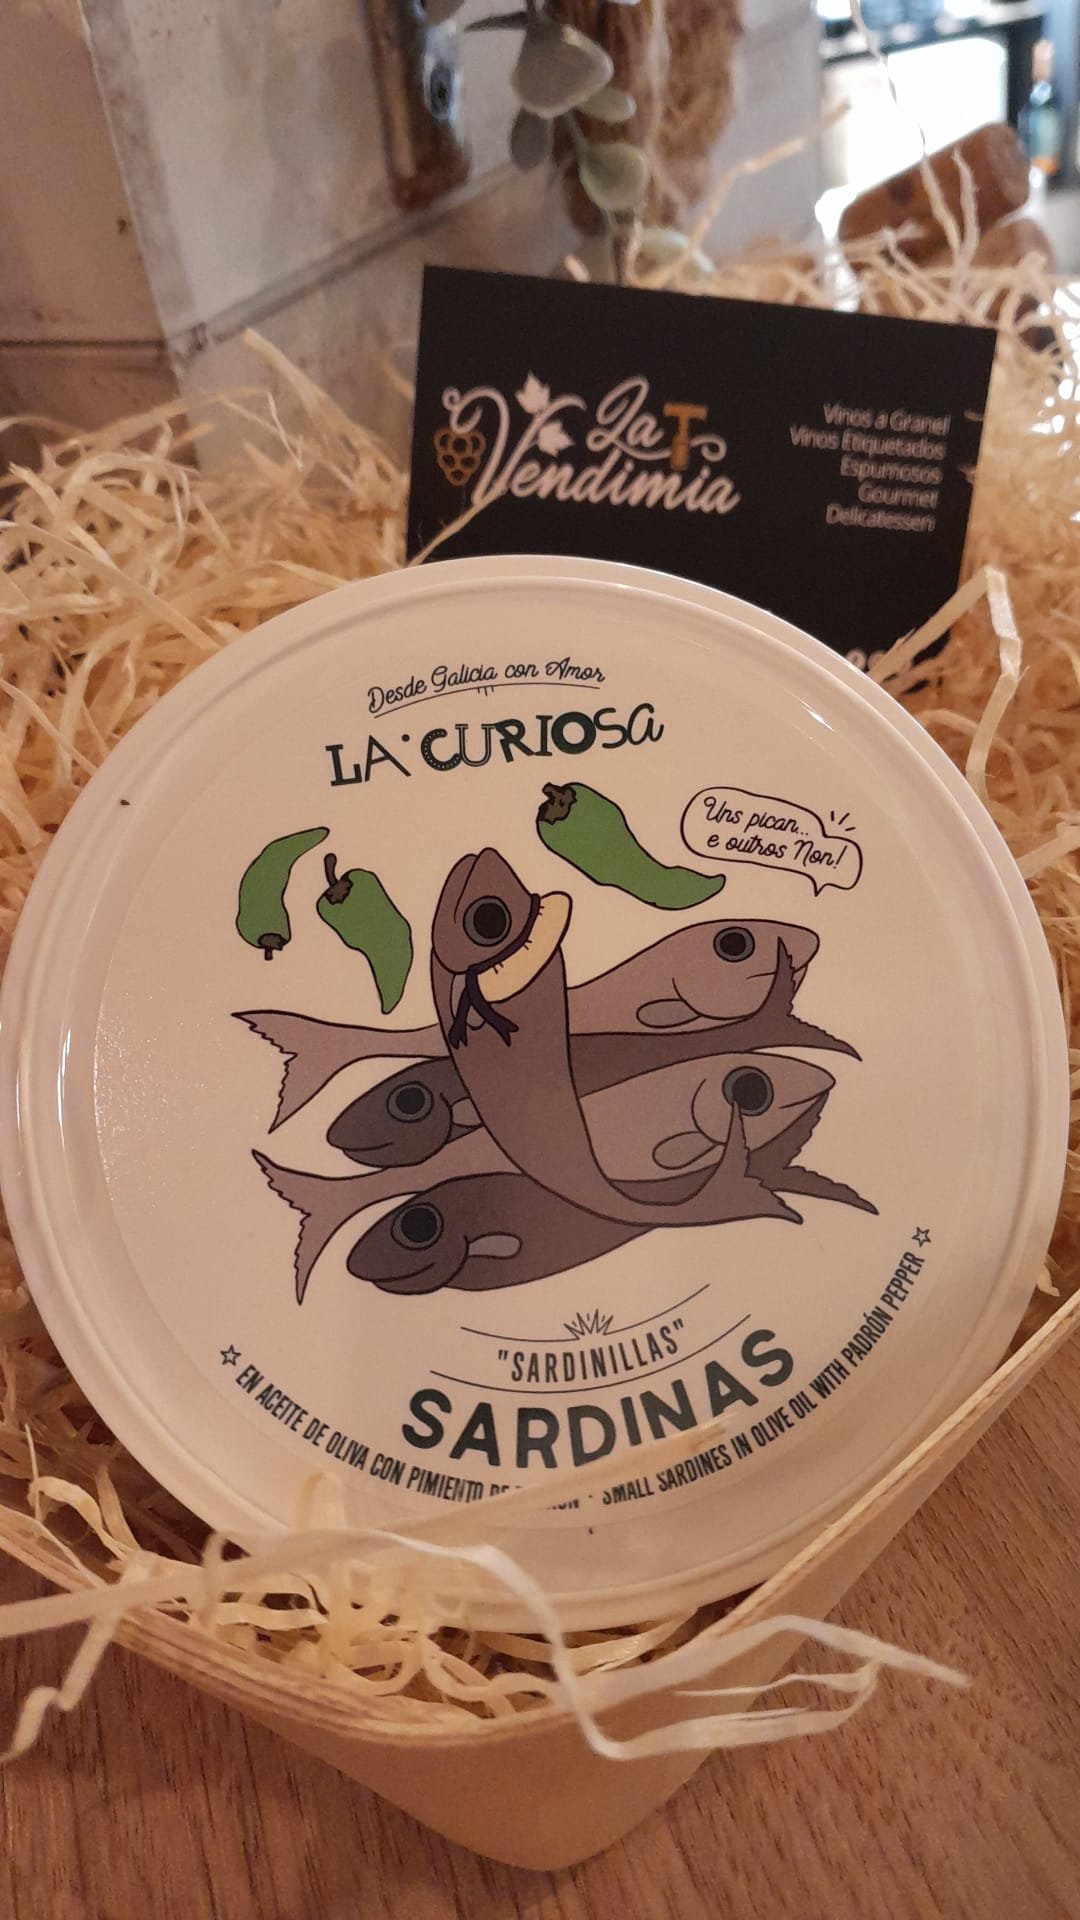 La
Vendimia
Vinos a Granel
Vinos Etiquetados
Espumosos
Gourmet
Delicatessen
Desde Galicia con Amor
LA CURIOSA
Uns pican...
e outros Non!
"SARDINILLAS"
SARDINAS
EN ACEITE DE OLIVA CON PIMIENTO · SMALL SARDINES IN OLIVE OIL WITH PADRÓN PEPPER